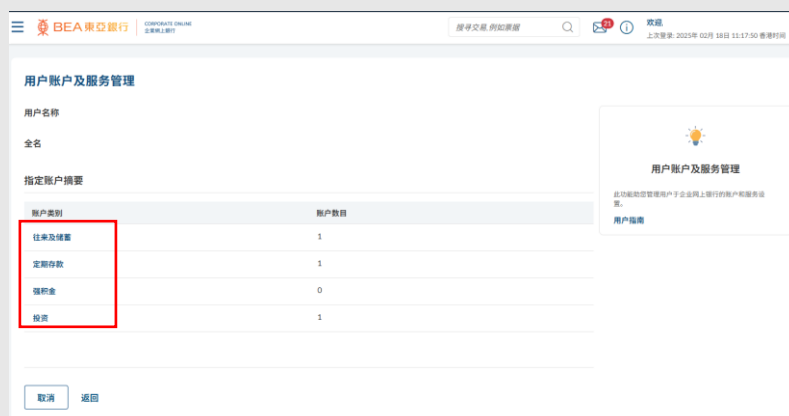 BEA東亞銀行
CORPORATE ONLINE
企業網上銀行
搜寻交易,例如票据
21
欢迎,
上次登录: 2025年 02月 18日 11:17:50 香港时间
用户账户及服务管理
用户名称
全名
指定账户摘要
账户类别 账户数目
往来及储蓄 1
定期存款 1
强积金 0
投资 1
取消 返回
用户账户及服务管理
此功能助您管理用户于企业网上银行的账户和服务设
置。
用户指南